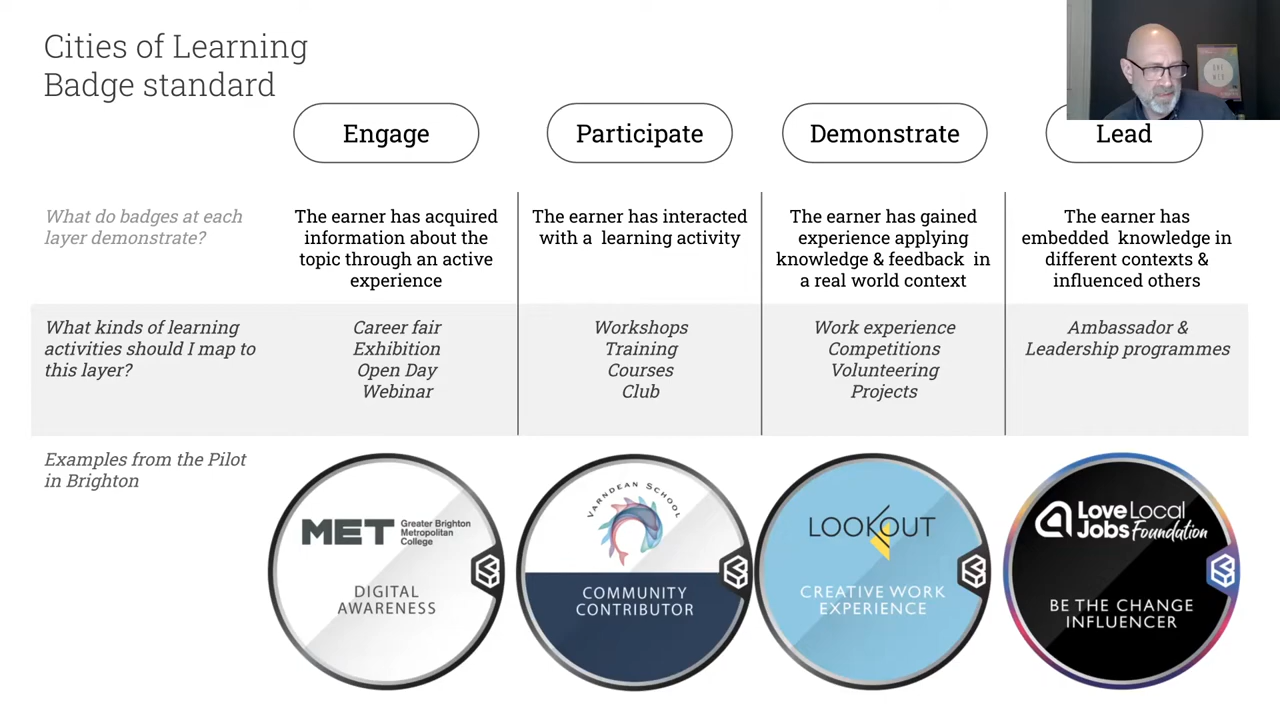 Cities of Learning
Badge standard
Engage
Participate
Demonstrate
Lead
What do badges at each
layer demonstrate?
The earner has acquired
information about the
topic through an active
experience
The earner has interacted
with a  learning activity
The earner has gained
experience applying
knowledge & feedback  in
a real world context
The earner has
embedded  knowledge in
different contexts &
influenced others
What kinds of learning
activities should I map to
this layer?
Career fair
Exhibition
Open Day
Webinar
Workshops
Training
Courses
Club
Work experience
Competitions
Volunteering
Projects
Ambassador &
Leadership programmes
Examples from the Pilot
in Brighton
MET
Greater Brighton
Metropolitan
College
DIGITAL
AWARENESS
VARNDEAN SCHOOL
COMMUNITY
CONTRIBUTOR
LOOKOUT
CREATIVE WORK
EXPERIENCE
LoveLocal
JobsFoundation
BE THE CHANGE
INFLUENCER